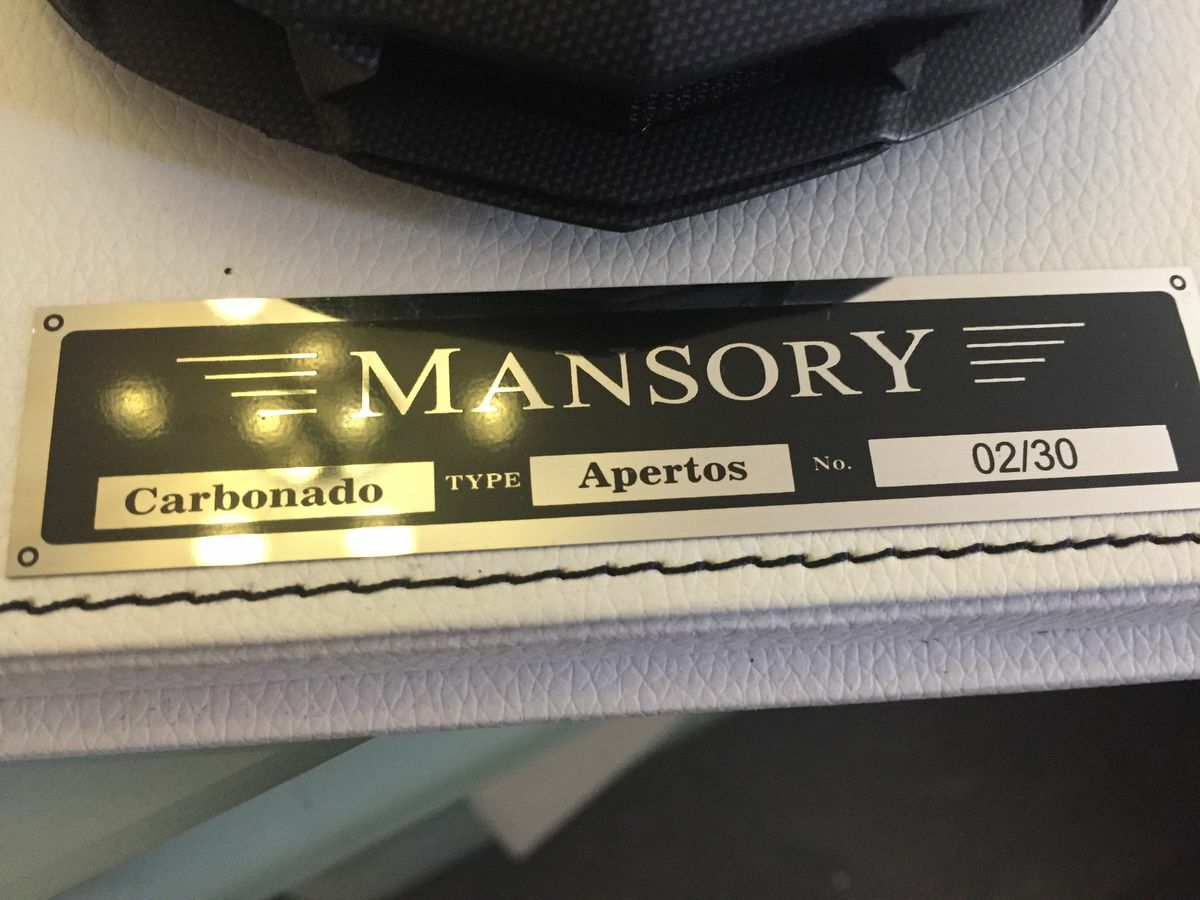 MANSORY
Carbonado TYPE Apertos No. 02/30